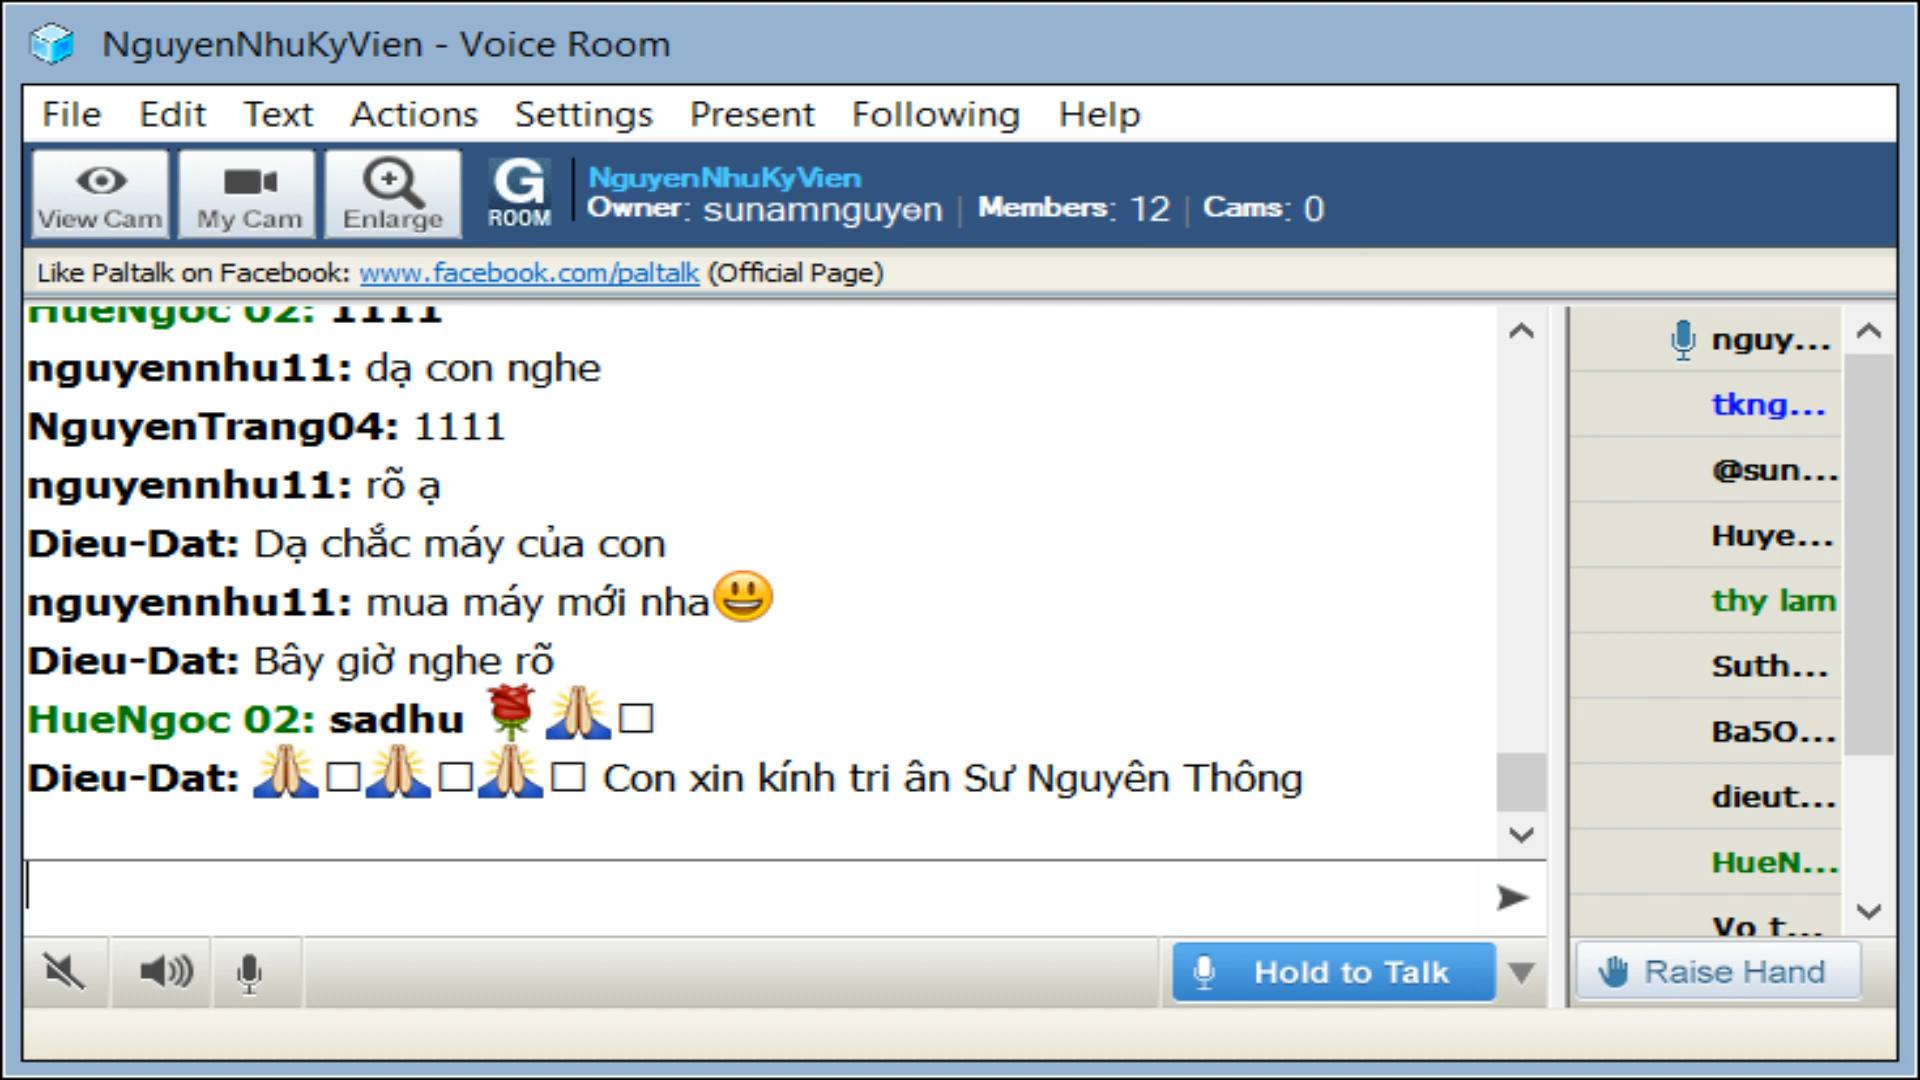 NguyenNhuKyVien - Voice Room
File Edit Text Actions Settings Present Following Help
View Cam My Cam Enlarge G ROOM NguyenNhuKyVien
Owner: sunamnguyen | Members: 12 | Cams: 0
Like Paltalk on Facebook: www.facebook.com/paltalk (Official Page)
HueNgoc 02: 1111
nguyennhu11: dạ con nghe
NguyenTrang04: 1111
nguyennhu11: rõ ạ
Dieu-Dat: Dạ chắc máy của con
nguyennhu11: mua máy mới nha😃
Dieu-Dat: Bây giờ nghe rõ
HueNgoc 02: sadhu 🌹🙏□
Dieu-Dat: 🙏□🙏□🙏□ Con xin kính tri ân Sư Nguyên Thông
nguy...
tkng...
@sun...
Huye...
thy lam
Suth...
Ba5O...
dieut...
HueN...
Vo t...
Hold to Talk
Raise Hand